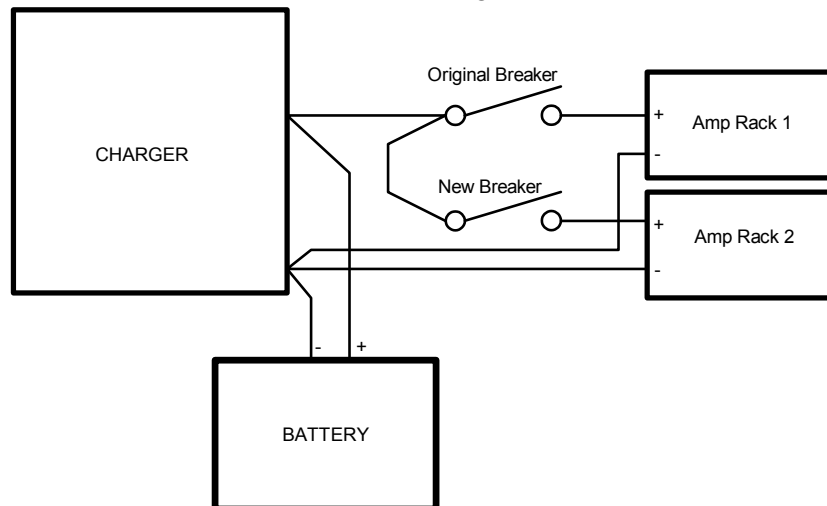 Original Breaker
+
Amp Rack 1
CHARGER
-
New Breaker
+
Amp Rack 2
-
- +
BATTERY